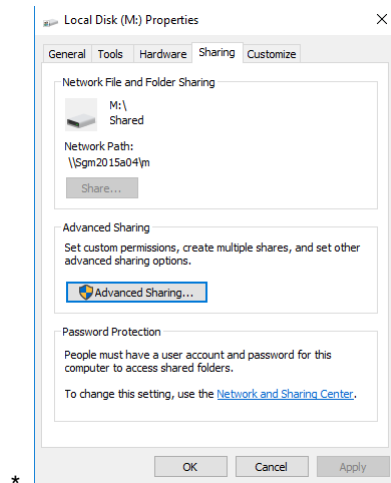 Local Disk (M:) Properties
General Tools Hardware Sharing Customize
Network File and Folder Sharing
M:\
Shared
Network Path:
\\Sgm2015a04\m
Share...
Advanced Sharing
Set custom permissions, create multiple shares, and set other
advanced sharing options.
Advanced Sharing...
Password Protection
People must have a user account and password for this
computer to access shared folders.
To change this setting, use the Network and Sharing Center.
OK Cancel Apply
*